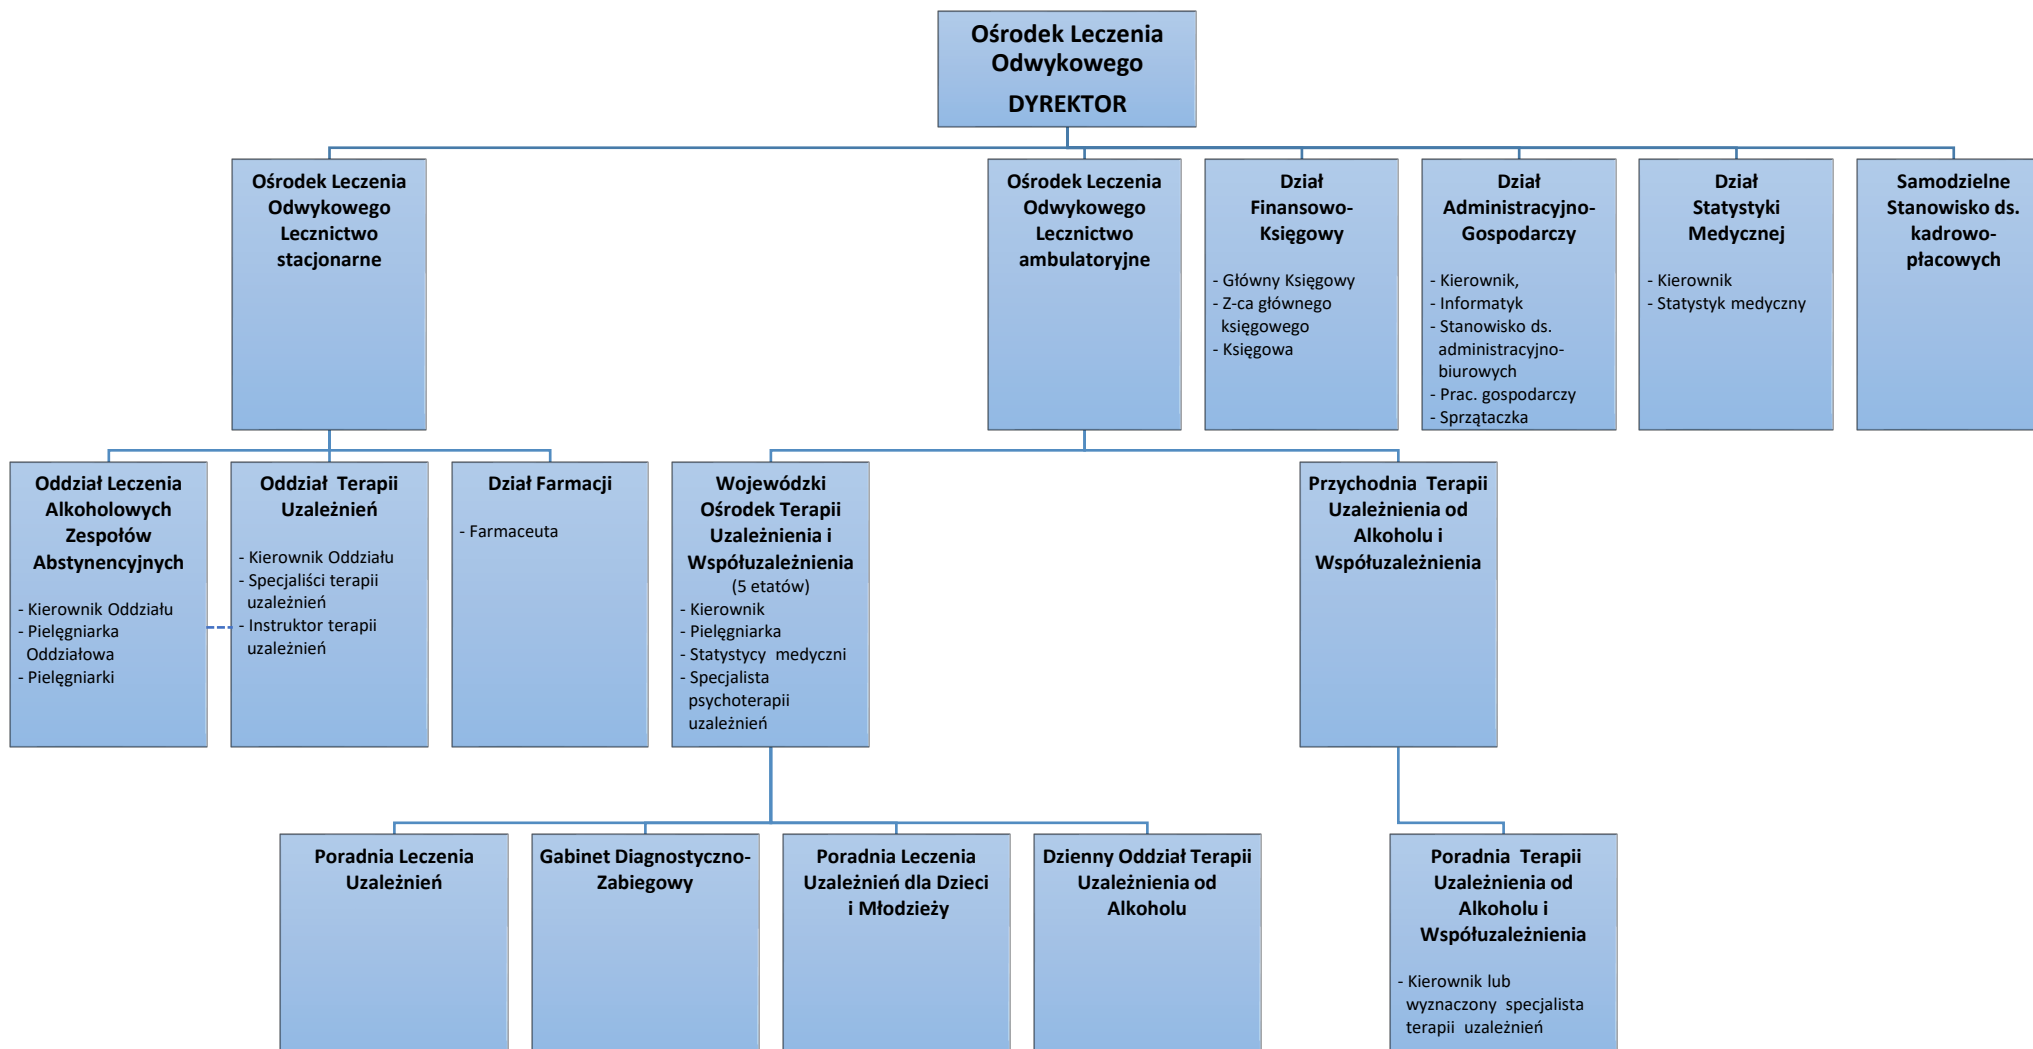 Ośrodek Leczenia
Odwykowego
DYREKTOR
Ośrodek Leczenia
Odwykowego
Lecznictwo
stacjonarne
Ośrodek Leczenia
Odwykowego
Lecznictwo
ambulatoryjne
Dział
Finansowo-
Księgowy
- Główny Księgowy
- Z-ca głównego
księgowego
- Księgowa
Dział
Administracyjno-
Gospodarczy
- Kierownik,
- Informatyk
- Stanowisko ds.
administracyjno-
biurowych
- Prac. gospodarczy
- Sprzątaczka
Dział
Statystyki
Medycznej
- Kierownik
- Statystyk medyczny
Samodzielne
Stanowisko ds.
kadrowo-
płacowych
Oddział Leczenia
Alkoholowych
Zespołów
Abstynencyjnych
- Kierownik Oddziału
- Pielęgniarka
Oddziałowa
- Pielęgniarki
Oddział Terapii
Uzależnień
- Kierownik Oddziału
- Specjaliści terapii
uzależnień
- Instruktor terapii
uzależnień
Dział Farmacji
- Farmaceuta
Wojewódzki
Ośrodek Terapii
Uzależnienia i
Współuzależnienia
(5 etatów)
- Kierownik
- Pielęgniarka
- Statystycy medyczni
- Specjalista
psychoterapii
uzależnień
Przychodnia Terapii
Uzależnienia od
Alkoholu i
Współuzależnienia
Poradnia Leczenia
Uzależnień
Gabinet Diagnostyczno-
Zabiegowy
Poradnia Leczenia
Uzależnień dla Dzieci
i Młodzieży
Dzienny Oddział Terapii
Uzależnienia od
Alkoholu
Poradnia Terapii
Uzależnienia od
Alkoholu i
Współuzależnienia
- Kierownik lub
wyznaczony specjalista
terapii uzależnień